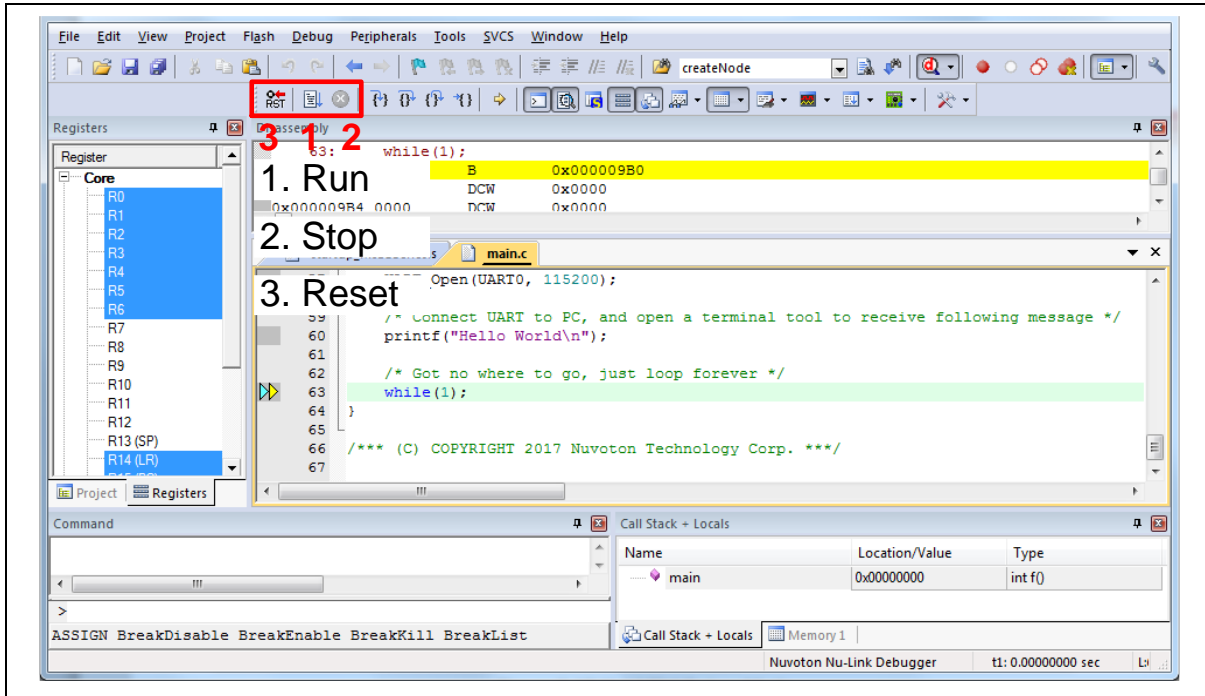 File Edit View Project Flash Debug Peripherals Tools SVCS Window Help
createNode
RST
3 1 2
Registers
Disassembly
Register
Core
R0
R1
R2
R3
R4
R5
R6
R7
R8
R9
R10
R11
R12
R13 (SP)
R14 (LR)
Project Registers
63: while(1);
B 0x000009B0
DCW 0x0000
0x000009B4 0000 DCW 0x0000
1. Run
2. Stop
3. Reset
main.c
Open(UART0, 115200);
59 /* Connect UART to PC, and open a terminal tool to receive following message */
60 printf("Hello World\n");
61
62 /* Got no where to go, just loop forever */
63 while(1);
64 }
65
66 /*** (C) COPYRIGHT 2017 Nuvoton Technology Corp. ***/
67
Command
>
ASSIGN BreakDisable BreakEnable BreakKill BreakList
Call Stack + Locals
Name Location/Value Type
main 0x00000000 int f()
Call Stack + Locals Memory 1
Nuvoton Nu-Link Debugger t1: 0.00000000 sec